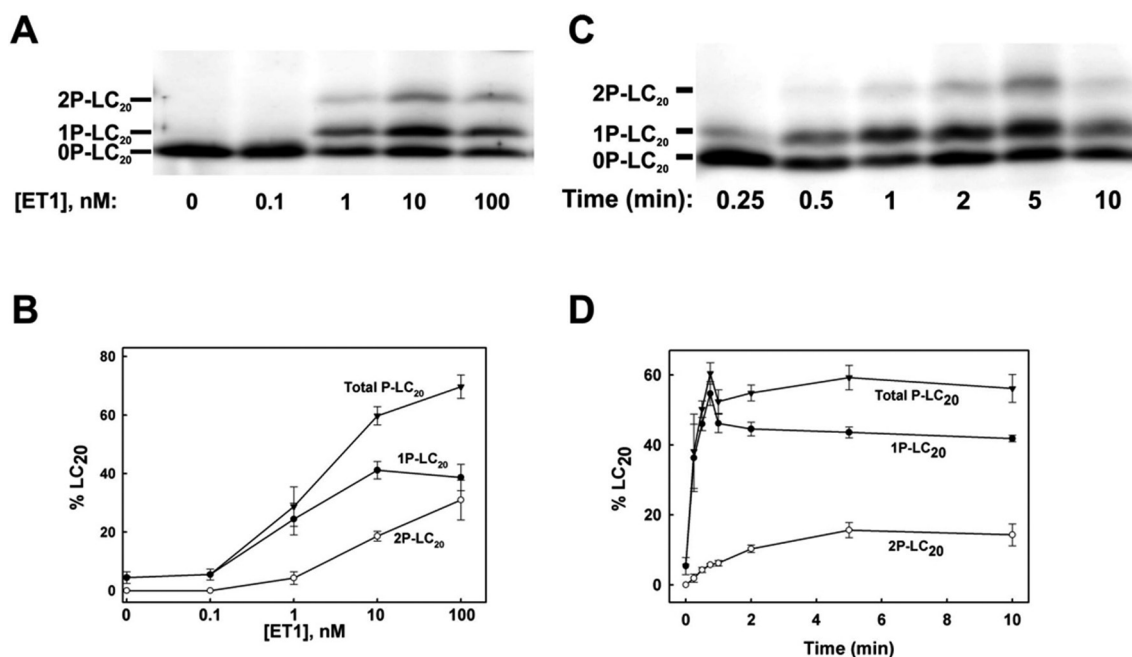 A
2P-LC20
1P-LC20
0P-LC20
[ET1], nM: 0 0.1 1 10 100
C
2P-LC20
1P-LC20
0P-LC20
Time (min): 0.25 0.5 1 2 5 10
B
80
60
40
20
0
% LC20
Total P-LC20
1P-LC20
2P-LC20
0 0.1 1 10 100
[ET1], nM
D
60
40
20
0
% LC20
Total P-LC20
1P-LC20
2P-LC20
0 2 4 6 8 10
Time (min)